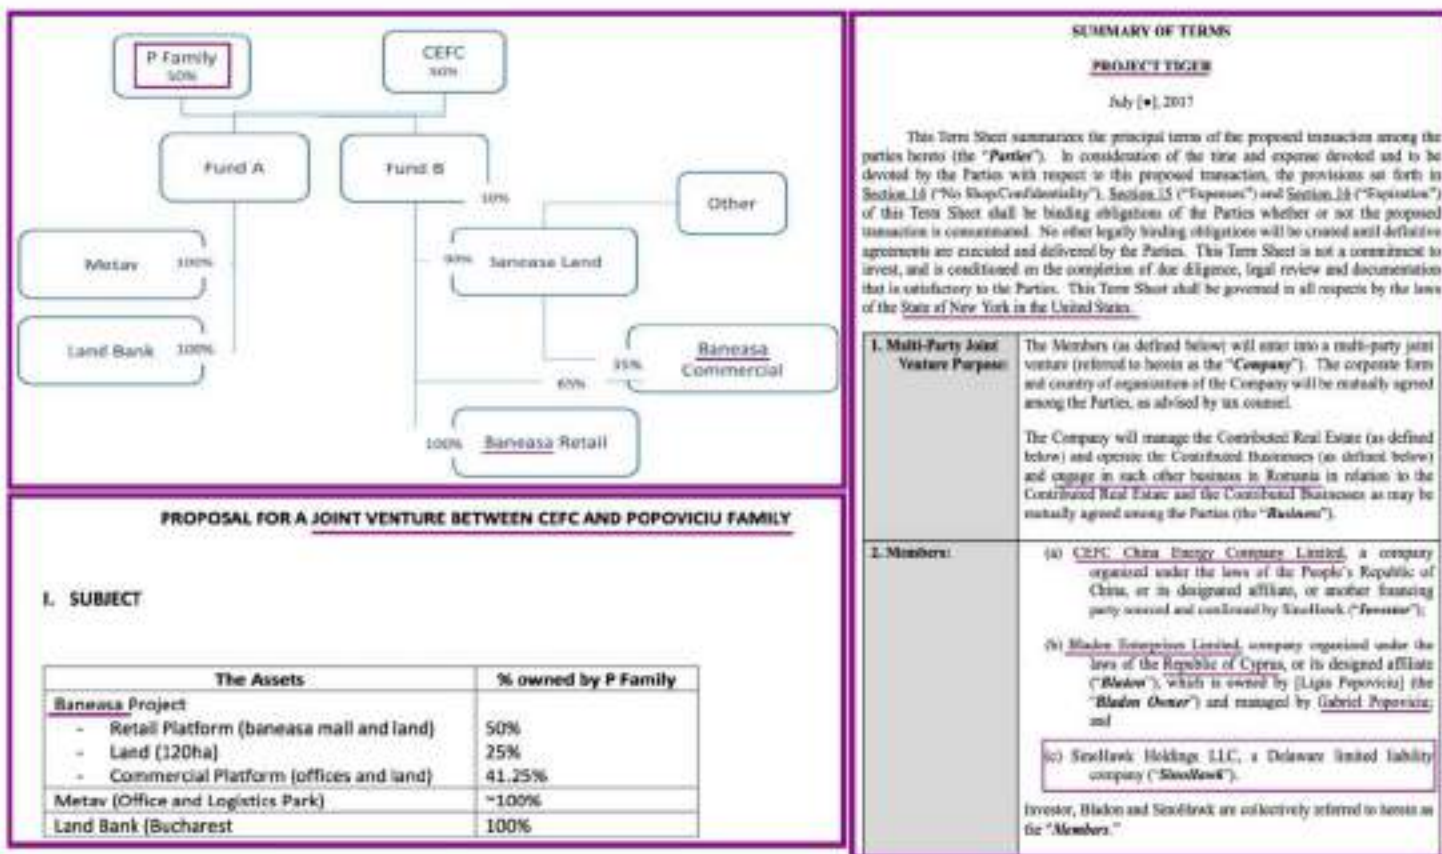 P Family
50%
CEFC
50%
Fund A
Fund B
10%
Other
Metav 100%
90% Baneasa Land
Land Bank 100%
35% Baneasa
Commercial
65%
100% Baneasa Retail
PROPOSAL FOR A JOINT VENTURE BETWEEN CEFC AND POPOVICIU FAMILY
I. SUBJECT
The Assets % owned by P Family
Baneasa Project
- Retail Platform (baneasa mall and land) 50%
- Land (120ha) 25%
- Commercial Platform (offices and land) 41.25%
Metav (Office and Logistics Park) ~100%
Land Bank (Bucharest 100%
SUMMARY OF TERMS
PROJECT TIGER
July [●], 2017
This Term Sheet summarizes the principal terms of the proposed transaction among the
parties hereto (the “Parties”). In consideration of the time and expense devoted and to be
devoted by the Parties with respect to this proposed transaction, the provisions set forth in
Section 14 (“No Shop/Confidentiality”), Section 15 (“Expenses”) and Section 16 (“Expiration”)
of this Term Sheet shall be binding obligations of the Parties whether or not the proposed
transaction is consummated. No other legally binding obligations will be created until definitive
agreements are executed and delivered by the Parties. This Term Sheet is not a commitment to
invest, and is conditioned on the completion of due diligence, legal review and documentation
that is satisfactory to the Parties. This Term Sheet shall be governed in all respects by the laws
of the State of New York in the United States.
1. Multi-Party Joint
Venture Purpose:
The Members (as defined below) will enter into a multi-party joint
venture (referred to herein as the “Company”). The corporate form
and country of organization of the Company will be mutually agreed
among the Parties, as advised by tax counsel.
The Company will manage the Contributed Real Estate (as defined
below) and operate the Contributed Businesses (as defined below)
and engage in such other business in Romania in relation to the
Contributed Real Estate and the Contributed Businesses as may be
mutually agreed among the Parties (the “Business”).
2. Members:
(a) CEFC China Energy Company Limited, a company
organized under the laws of the People's Republic of
China, or its designated affiliate, or another financing
party sourced and confirmed by SinoHawk (“Investor”);
(b) Bladon Enterprises Limited, company organized under the
laws of the Republic of Cyprus, or its designed affiliate
(“Bladon”), which is owned by [Ligia Popoviciu] (the
“Bladon Owner”) and managed by Gabriel Popoviciu;
and
(c) SinoHawk Holdings LLC, a Delaware limited liability
company (“SinoHawk”).
Investor, Bladon and SinoHawk are collectively referred to herein as
the “Members.”